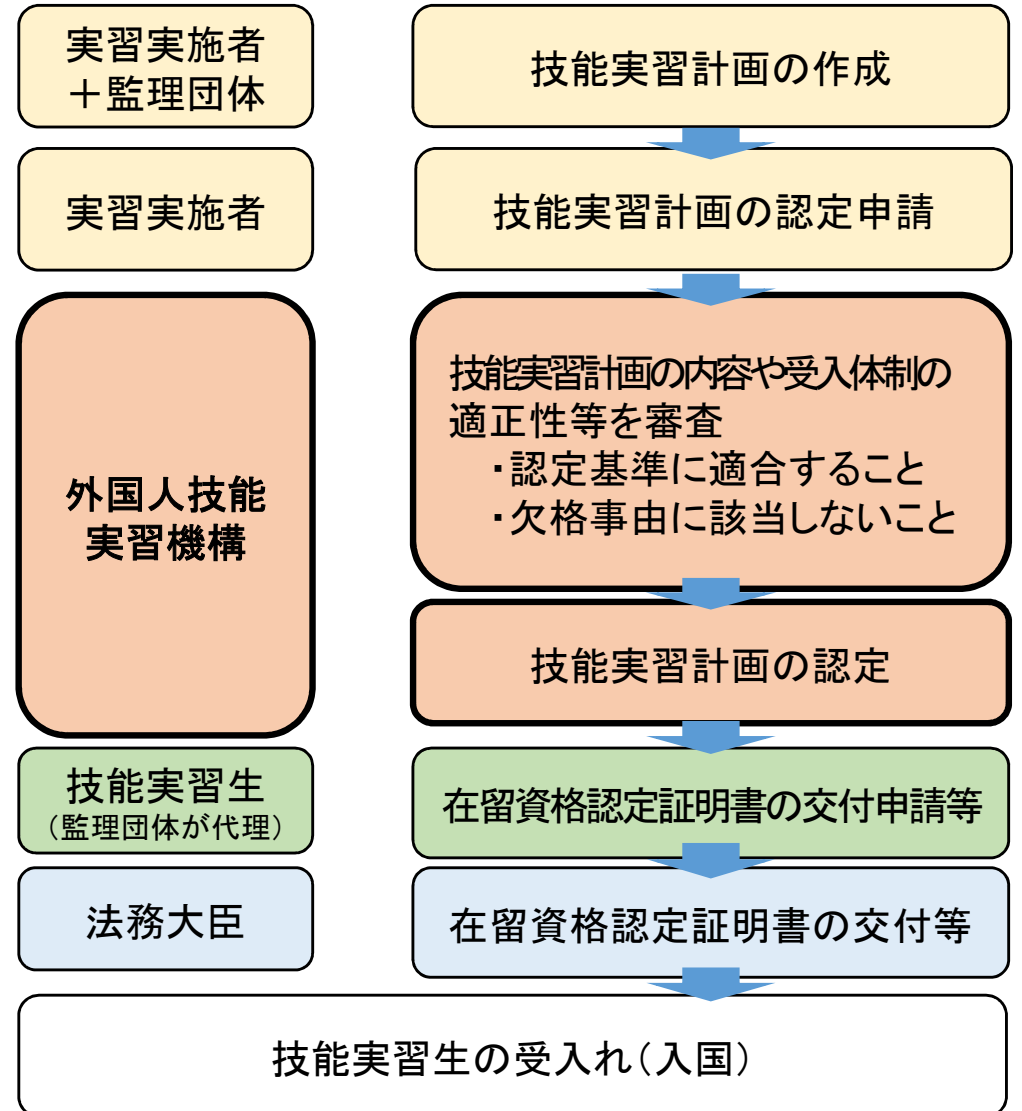 実習実施者
＋監理団体
技能実習計画の作成
実習実施者
技能実習計画の認定申請
外国人技能
実習機構
技能実習計画の内容や受入体制の
適正性等を審査
・認定基準に適合すること
・欠格事由に該当しないこと
技能実習計画の認定
技能実習生
（監理団体が代理）
在留資格認定証明書の交付申請等
法務大臣
在留資格認定証明書の交付等
技能実習生の受入れ（入国）